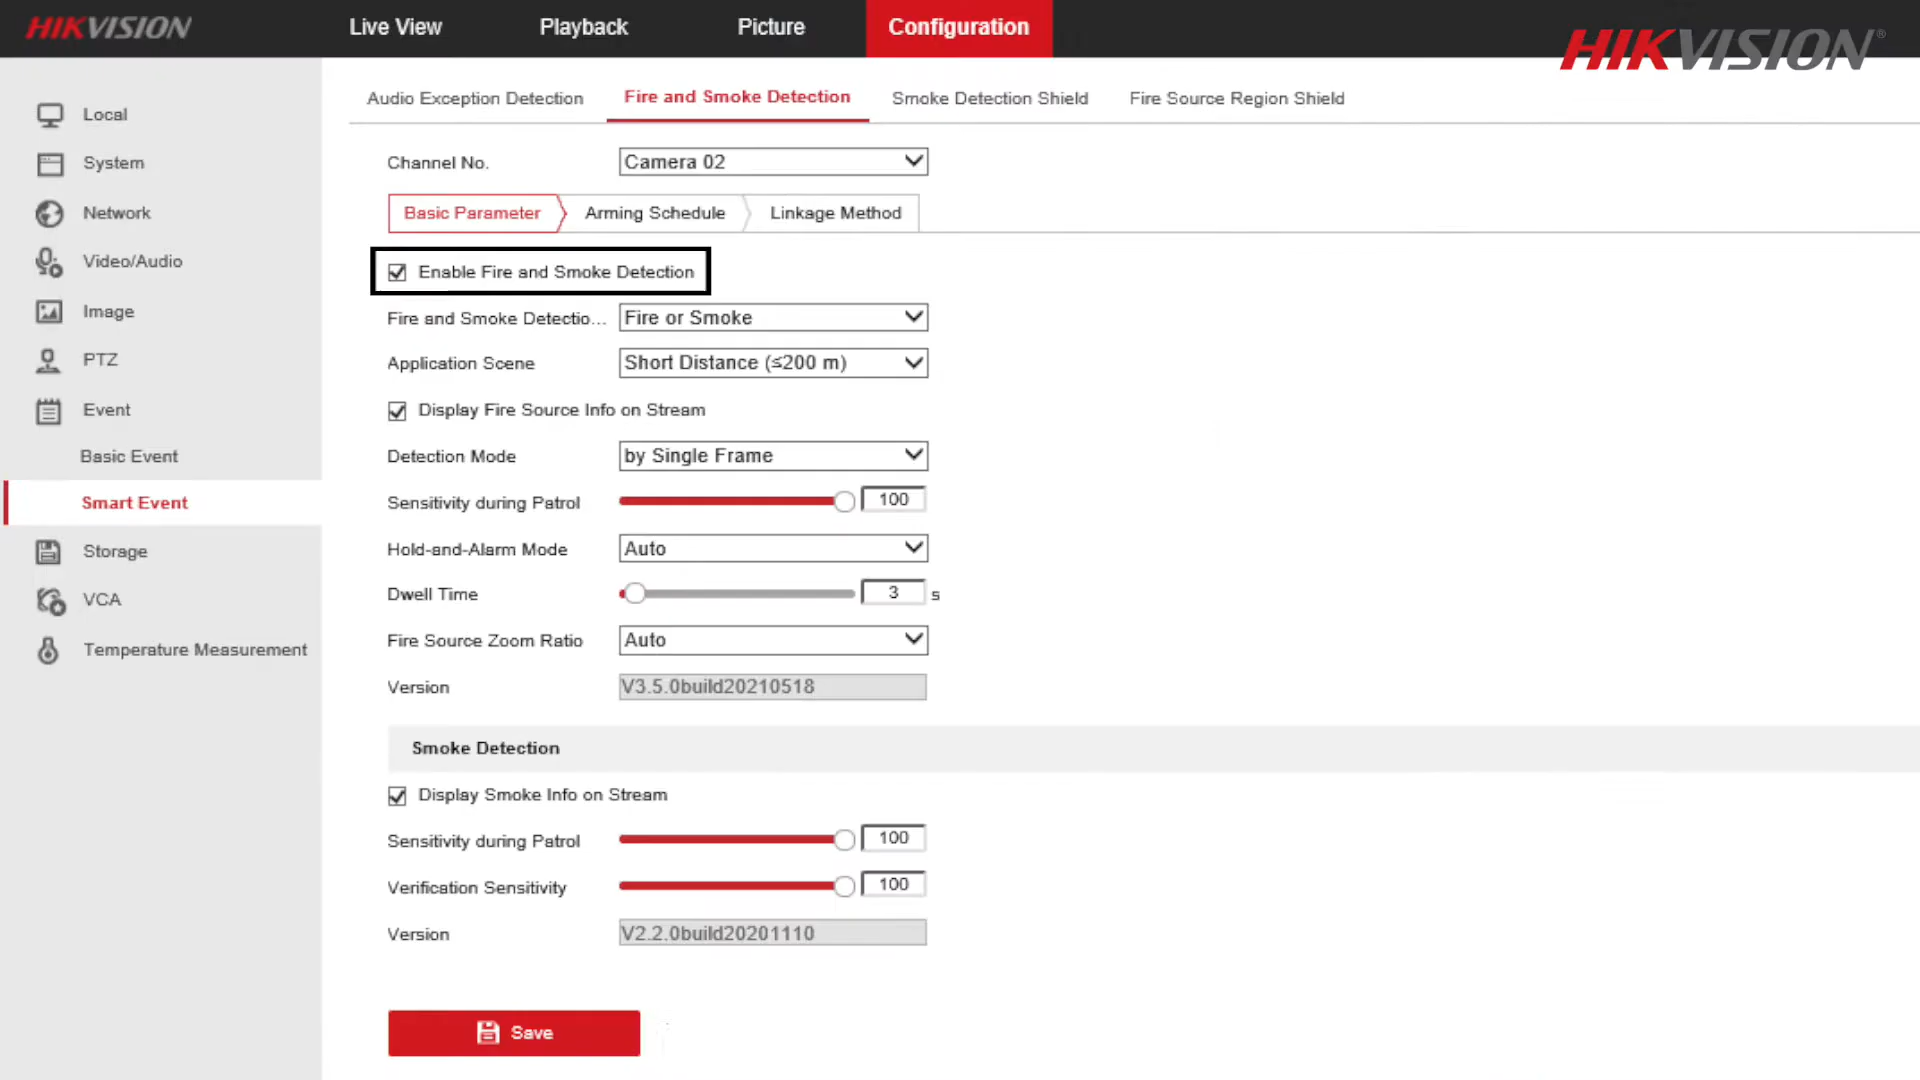 HIKVISION
Live View
Playback
Picture
Configuration
HIKVISION®
Local
System
Network
Video/Audio
Image
PTZ
Event
Basic Event
Smart Event
Storage
VCA
Temperature Measurement
Audio Exception Detection
Fire and Smoke Detection
Smoke Detection Shield
Fire Source Region Shield
Channel No.
Camera 02
Basic Parameter
Arming Schedule
Linkage Method
Enable Fire and Smoke Detection
Fire and Smoke Detectio...
Fire or Smoke
Application Scene
Short Distance (≤200 m)
Display Fire Source Info on Stream
Detection Mode
by Single Frame
Sensitivity during Patrol
100
Hold-and-Alarm Mode
Auto
Dwell Time
3
s
Fire Source Zoom Ratio
Auto
Version
V3.5.0build20210518
Smoke Detection
Display Smoke Info on Stream
Sensitivity during Patrol
100
Verification Sensitivity
100
Version
V2.2.0build20201110
Save